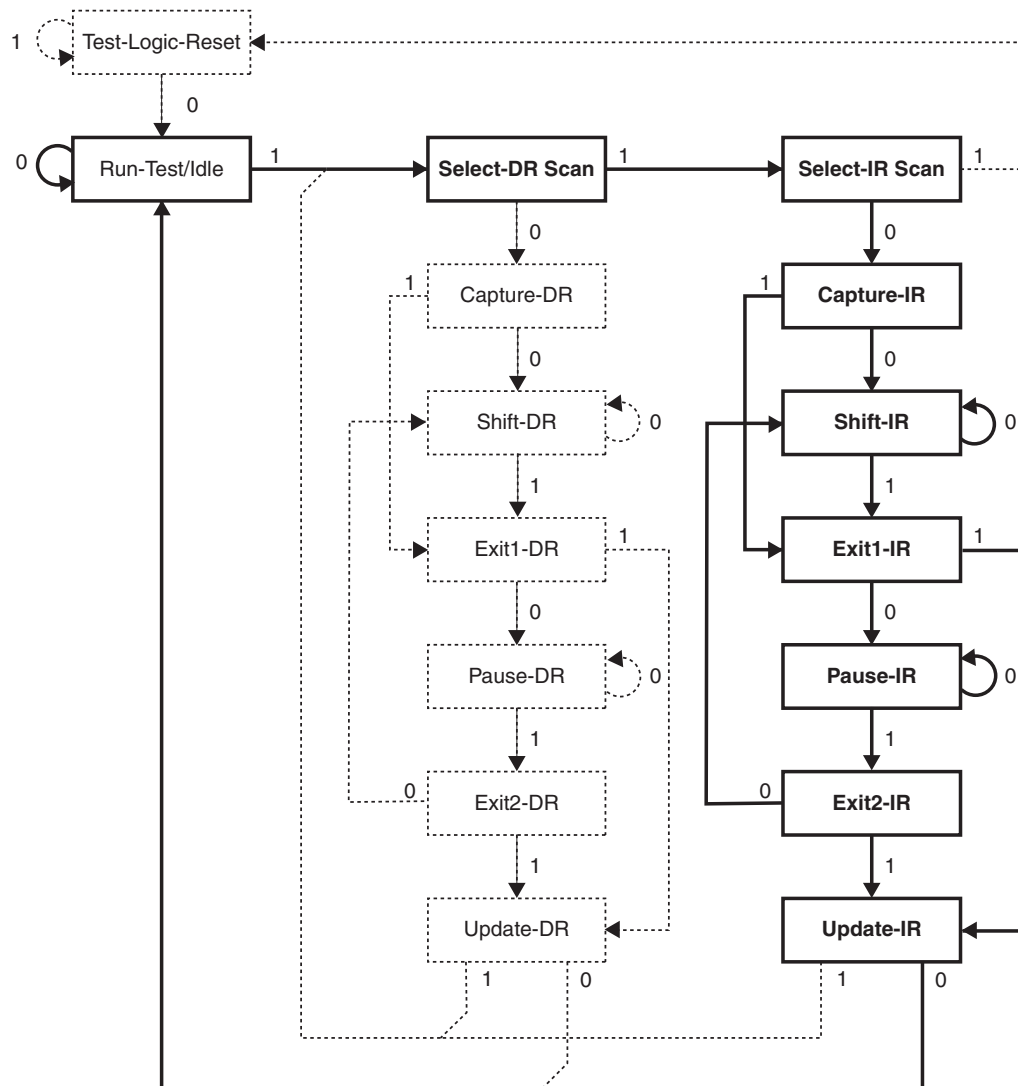 Test-Logic-Reset
1
0
Run-Test/Idle
0
1
Select-DR Scan
1
Select-IR Scan
1
0
0
Capture-DR
1
Capture-IR
1
0
0
Shift-DR
0
Shift-IR
0
1
1
Exit1-DR
1
Exit1-IR
1
0
0
Pause-DR
0
Pause-IR
0
1
1
Exit2-DR
0
Exit2-IR
0
1
1
Update-DR
Update-IR
1
0
1
0